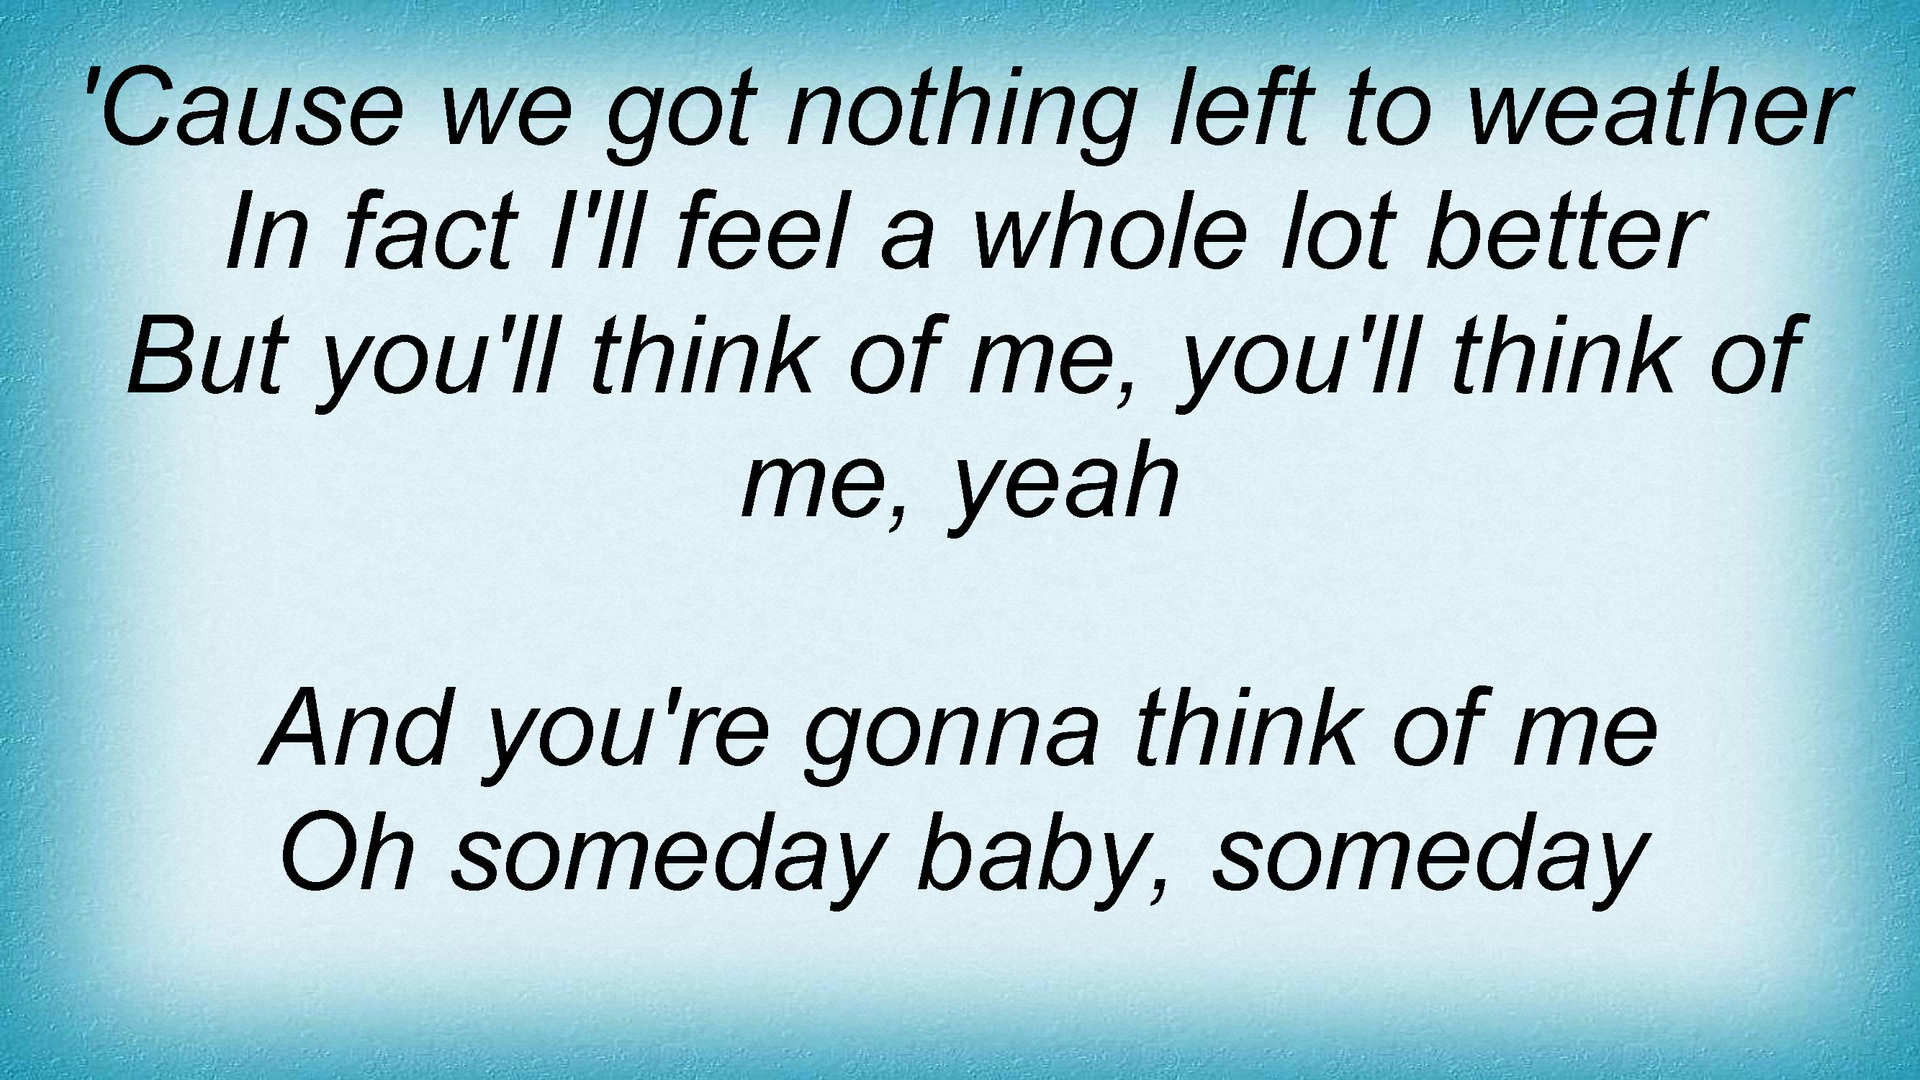 'Cause we got nothing left to weather
In fact I'll feel a whole lot better
But you'll think of me, you'll think of
me, yeah
And you're gonna think of me
Oh someday baby, someday